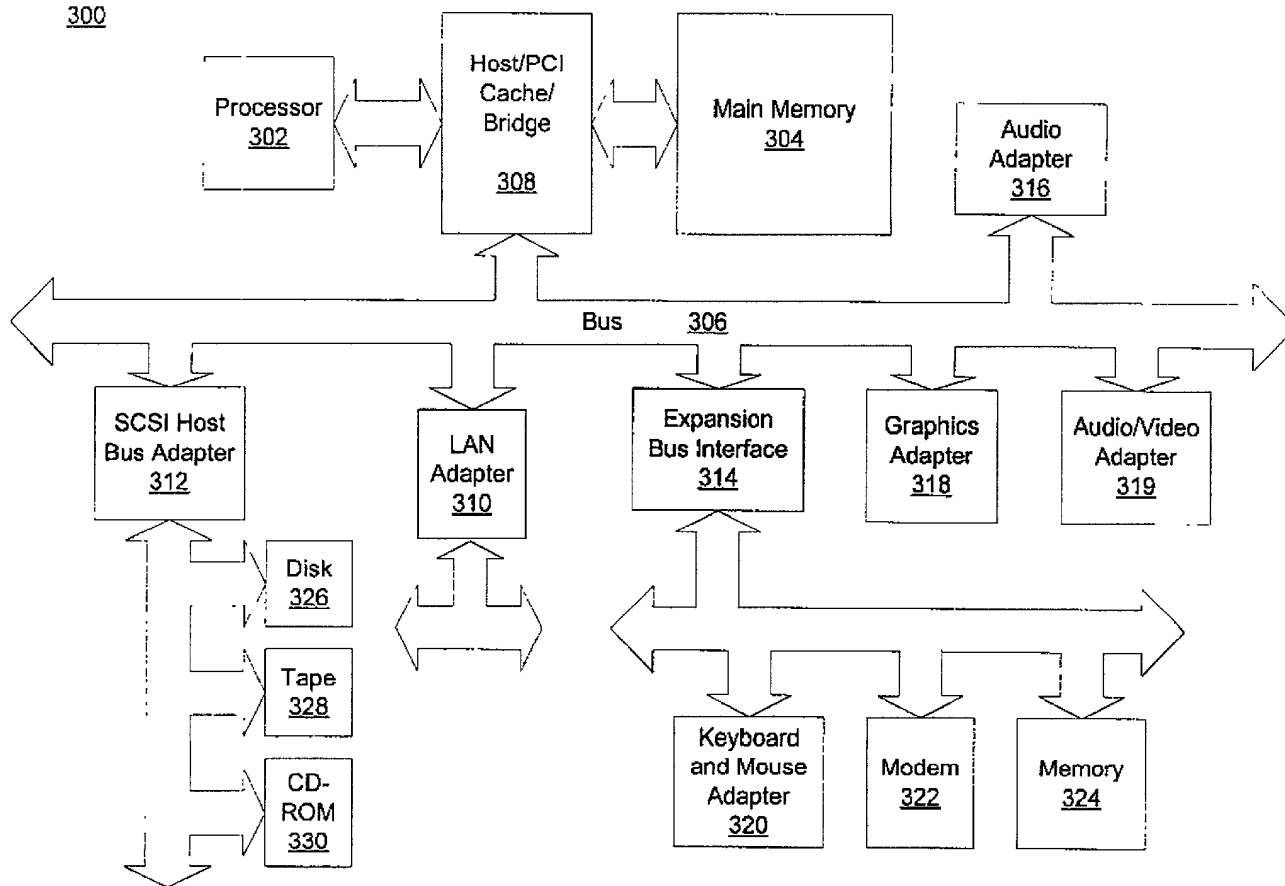 300
Processor
302
Host/PCI
Cache/
Bridge
308
Main Memory
304
Audio
Adapter
316
Bus 306
SCSI Host
Bus Adapter
312
LAN
Adapter
310
Expansion
Bus Interface
314
Graphics
Adapter
318
Audio/Video
Adapter
319
Disk
326
Tape
328
CD-
ROM
330
Keyboard
and Mouse
Adapter
320
Modem
322
Memory
324